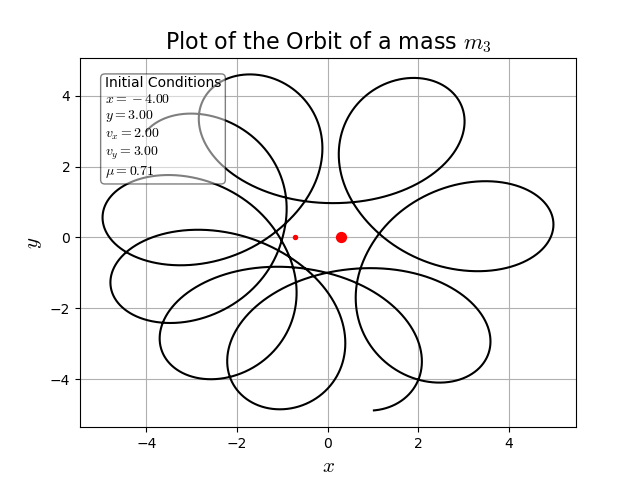 Plot of the Orbit of a mass m₃
Initial Conditions
x = −4.00
y = 3.00
vₓ = 2.00
v_y = 3.00
μ = 0.71
4
2
0
−2
−4
y
−4
−2
0
2
4
x